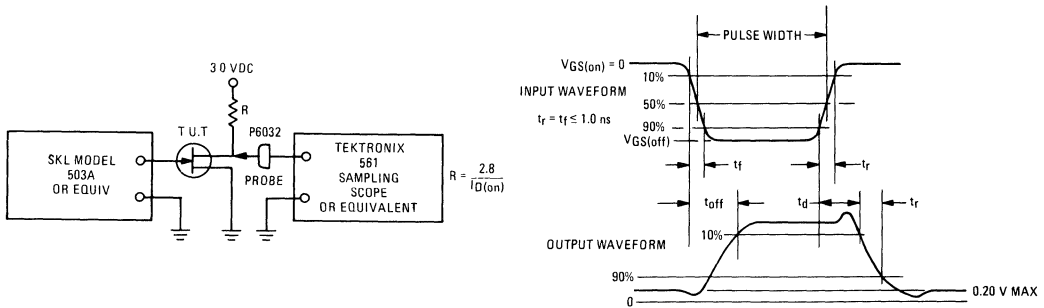 3 0 VDC
R
T U.T
P6032
PROBE
SKL MODEL
503A
OR EQUIV
TEKTRONIX
561
SAMPLING
SCOPE
OR EQUIVALENT
R = 2.8 / ID(on)
PULSE WIDTH
VGS(on) = 0
10%
INPUT WAVEFORM
50%
tr = tf ≤ 1.0 ns
90%
VGS(off)
tf
tr
toff
td
tr
OUTPUT WAVEFORM
10%
90%
0.20 V MAX
0